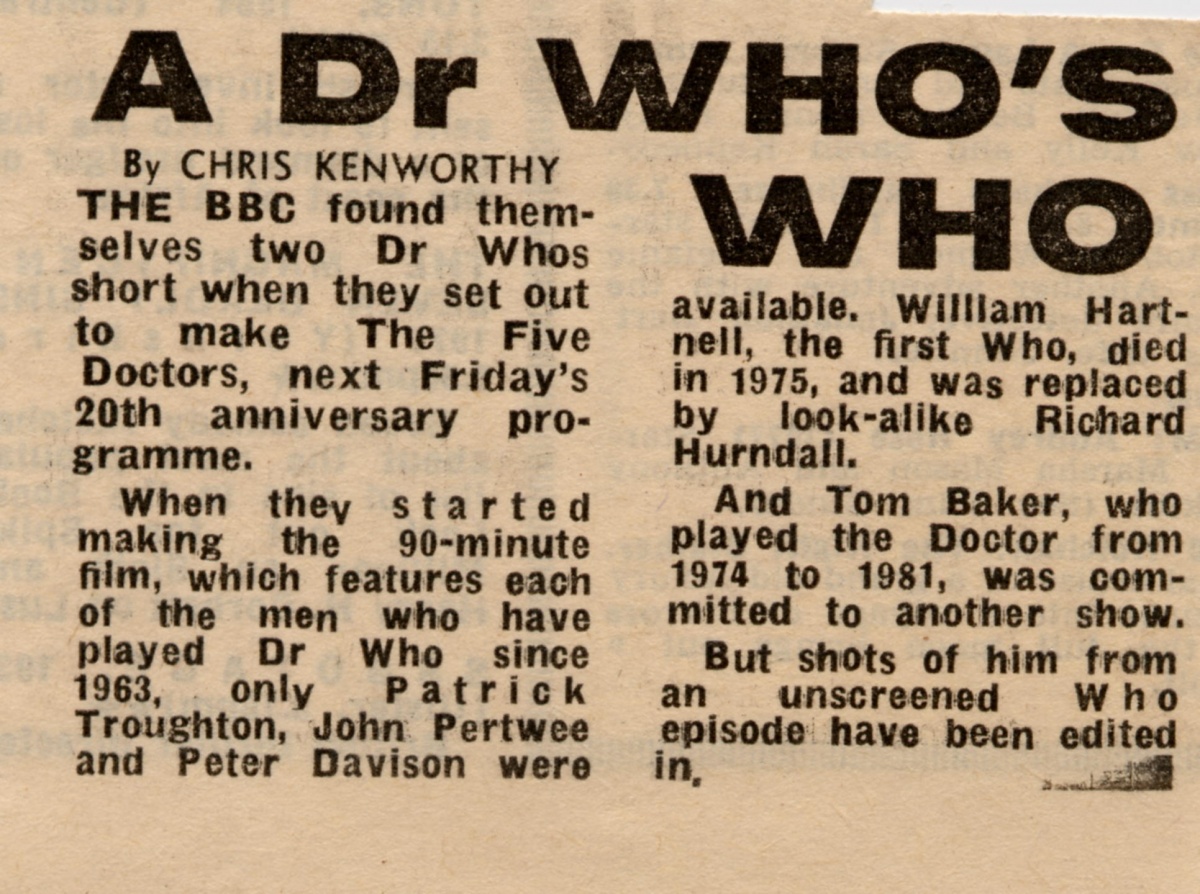 A Dr WHO'S
WHO
By CHRIS KENWORTHY
THE BBC found them-
selves two Dr Whos
short when they set out
to make The Five
Doctors, next Friday's
20th anniversary pro-
gramme.
When they started
making the 90-minute
film, which features each
of the men who have
played Dr Who since
1963, only Patrick
Troughton, John Pertwee
and Peter Davison were
available. William Hart-
nell, the first Who, died
in 1975, and was replaced
by look-alike Richard
Hurndall.
And Tom Baker, who
played the Doctor from
1974 to 1981, was com-
mitted to another show.
But shots of him from
an unscreened Who
episode have been edited
in.